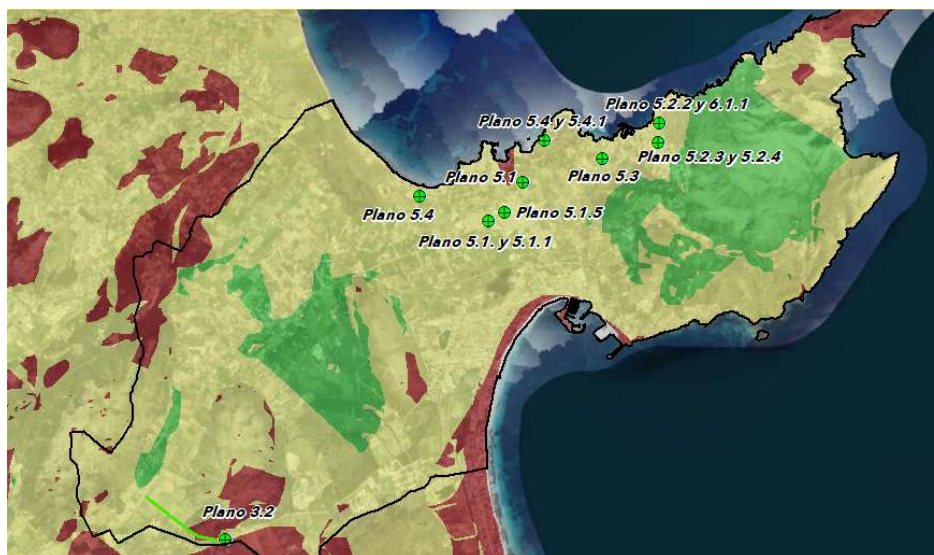 Plano 5.2.2 y 6.1.1
Plano 5.4 y 5.4.1
Plano 5.2.3 y 5.2.4
Plano 5.3
Plano 5.1
Plano 5.4
Plano 5.1.5
Plano 5.1. y 5.1.1
Plano 3.2